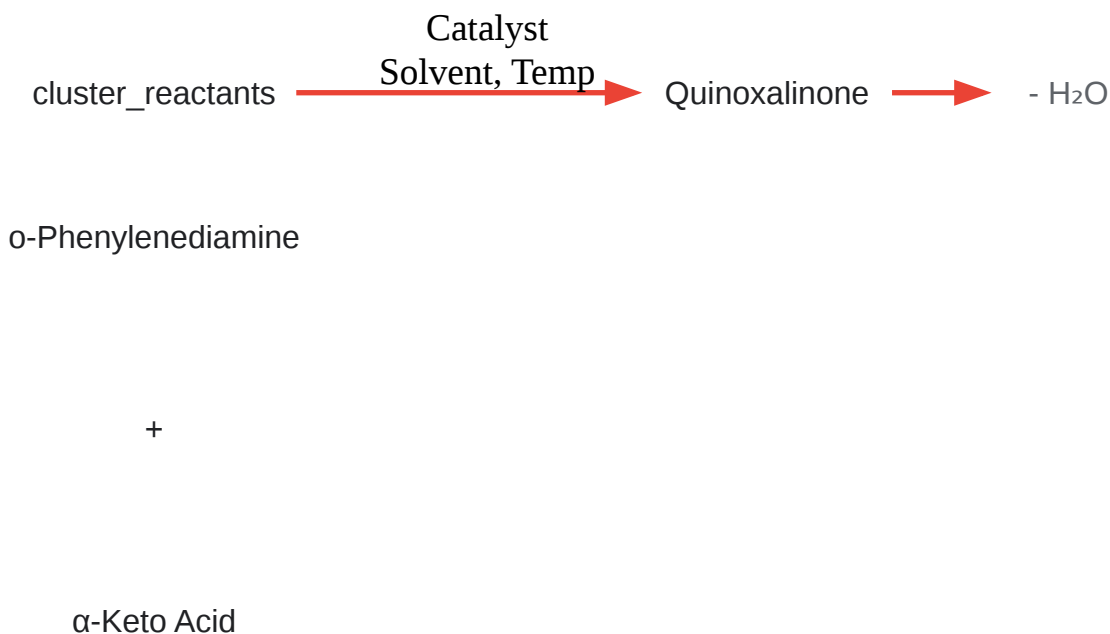 Catalyst
Solvent, Temp
cluster_reactants
Quinoxalinone
- H₂O
o-Phenylenediamine
+
α-Keto Acid